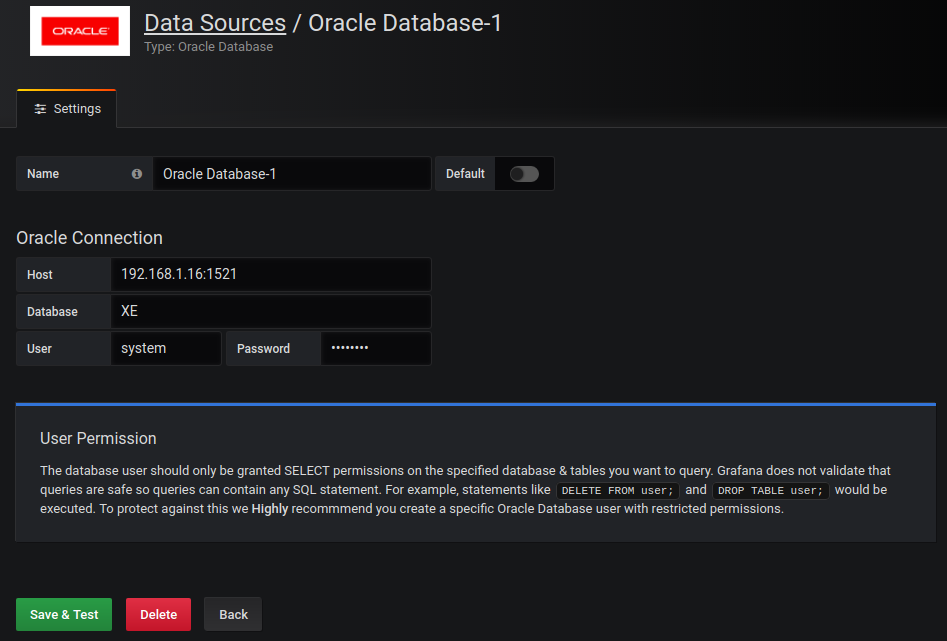 ORACLE
Data Sources / Oracle Database-1
Type: Oracle Database
Settings
Name Oracle Database-1 Default
Oracle Connection
Host 192.168.1.16:1521
Database XE
User system Password ••••••••
User Permission
The database user should only be granted SELECT permissions on the specified database & tables you want to query. Grafana does not validate that
queries are safe so queries can contain any SQL statement. For example, statements like DELETE FROM user; and DROP TABLE user; would be
executed. To protect against this we Highly recommmend you create a specific Oracle Database user with restricted permissions.
Save & Test Delete Back